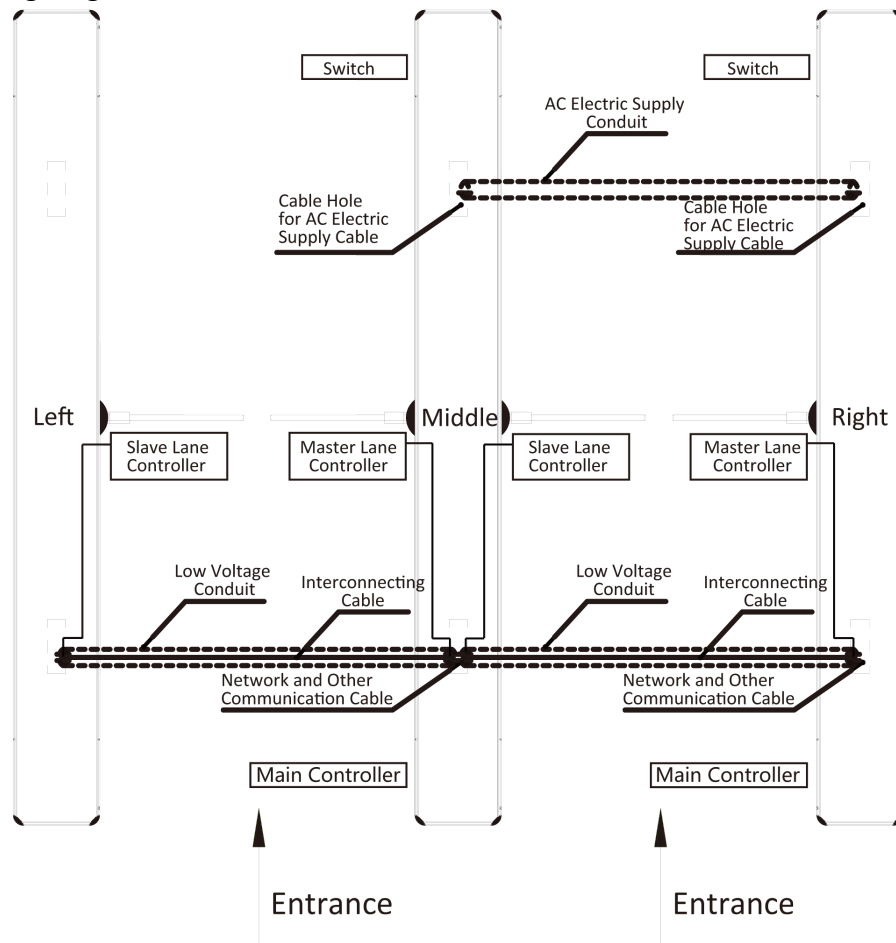 Switch
Switch
AC Electric Supply
Conduit
Cable Hole
for AC Electric
Supply Cable
Cable Hole
for AC Electric
Supply Cable
Left
Middle
Right
Slave Lane
Controller
Master Lane
Controller
Slave Lane
Controller
Master Lane
Controller
Low Voltage
Conduit
Interconnecting
Cable
Low Voltage
Conduit
Interconnecting
Cable
Network and Other
Communication Cable
Network and Other
Communication Cable
Main Controller
Main Controller
Entrance
Entrance